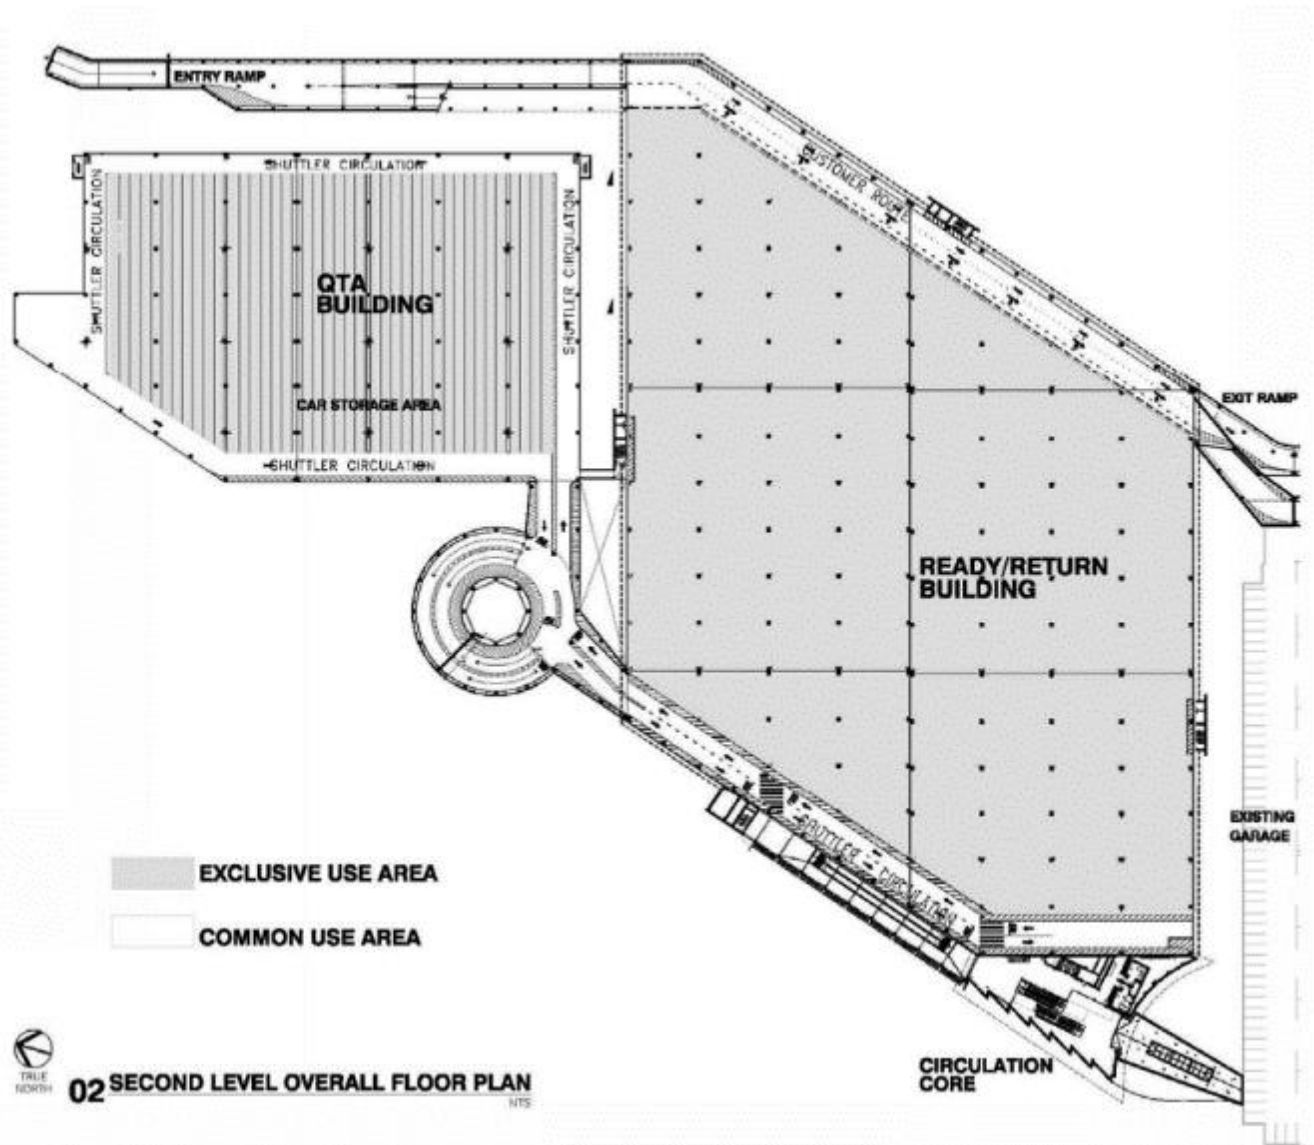 ENTRY RAMP
SHUTTLER CIRCULATION
SHUTTLER CIRCULATION
SHUTTLER CIRCULATION
CUSTOMER ROUTE
QTA
BUILDING
CAR STORAGE AREA
SHUTTLER CIRCULATION
EXIT RAMP
READY/RETURN
BUILDING
SHUTTLER CIRCULATION
EXISTING
GARAGE
EXCLUSIVE USE AREA
COMMON USE AREA
CIRCULATION
CORE
TRUE
NORTH
02 SECOND LEVEL OVERALL FLOOR PLAN
NTS